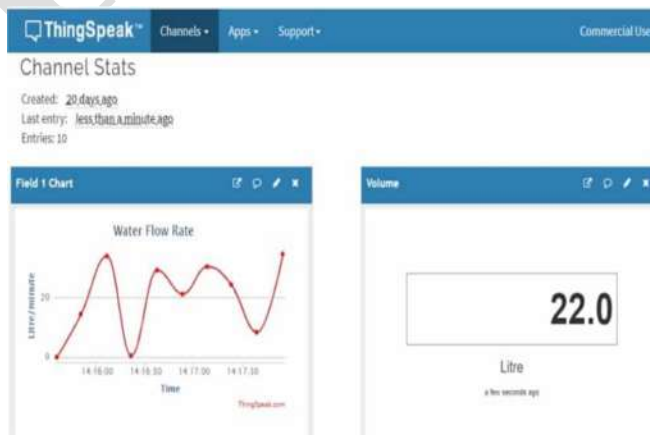 ThingSpeak™ Channels Apps Support Commercial Use
Channel Stats
Created: 20 days ago
Last entry: less than a minute ago
Entries: 10
Field 1 Chart
Water Flow Rate
Litre/minute
20
0
14:16:00 14:16:30 14:17:00 14:17:30
Time
ThingSpeak.com
Volume
22.0
Litre
a few seconds ago